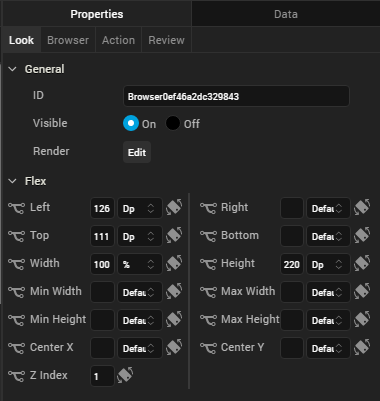 Properties Data
Look Browser Action Review
General
ID Browser0ef46a2dc329843
Visible On Off
Render Edit
Flex
Left 126 Dp Right Defau
Top 111 Dp Bottom Defau
Width 100 % Height 220 Dp
Min Width Defau Max Width Defau
Min Height Defau Max Height Defau
Center X Defau Center Y Defau
Z Index 1